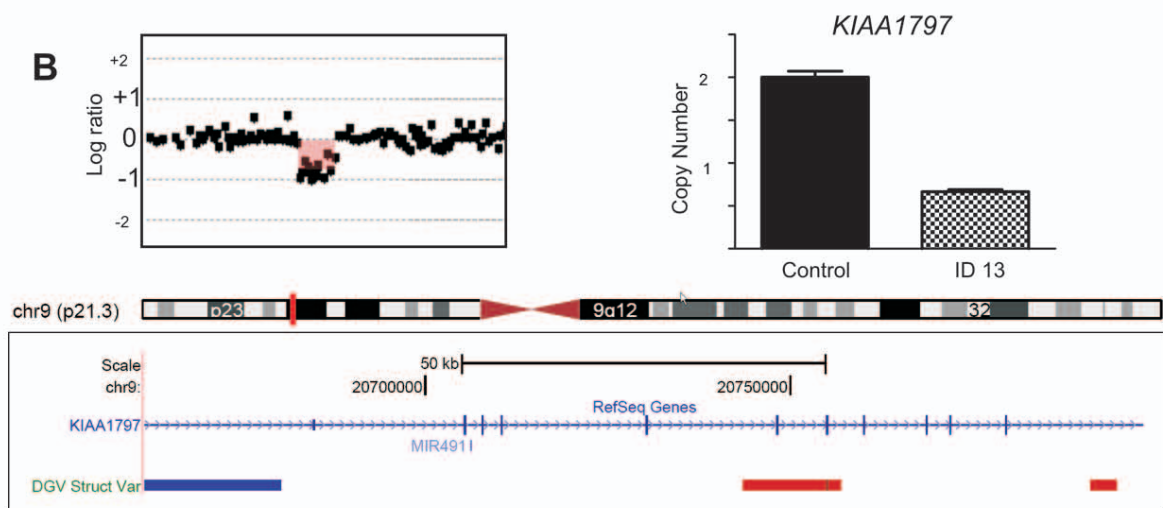 B
Log ratio
+2
+1
0
-1
-2
KIAA1797
Copy Number
2
1
Control
ID 13
chr9 (p21.3)
p23
9q12
32
Scale
50 kb
chr9:
20700000
20750000
RefSeq Genes
KIAA1797
MIR491
DGV Struct Var